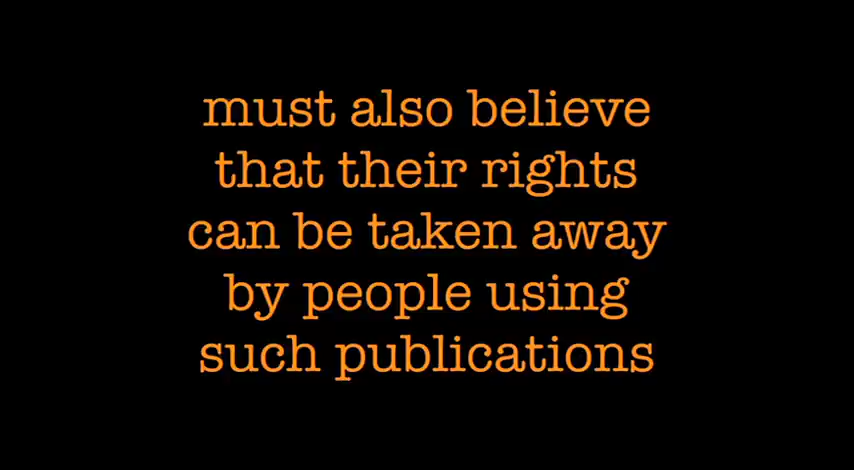 must also believe
that their rights
can be taken away
by people using
such publications